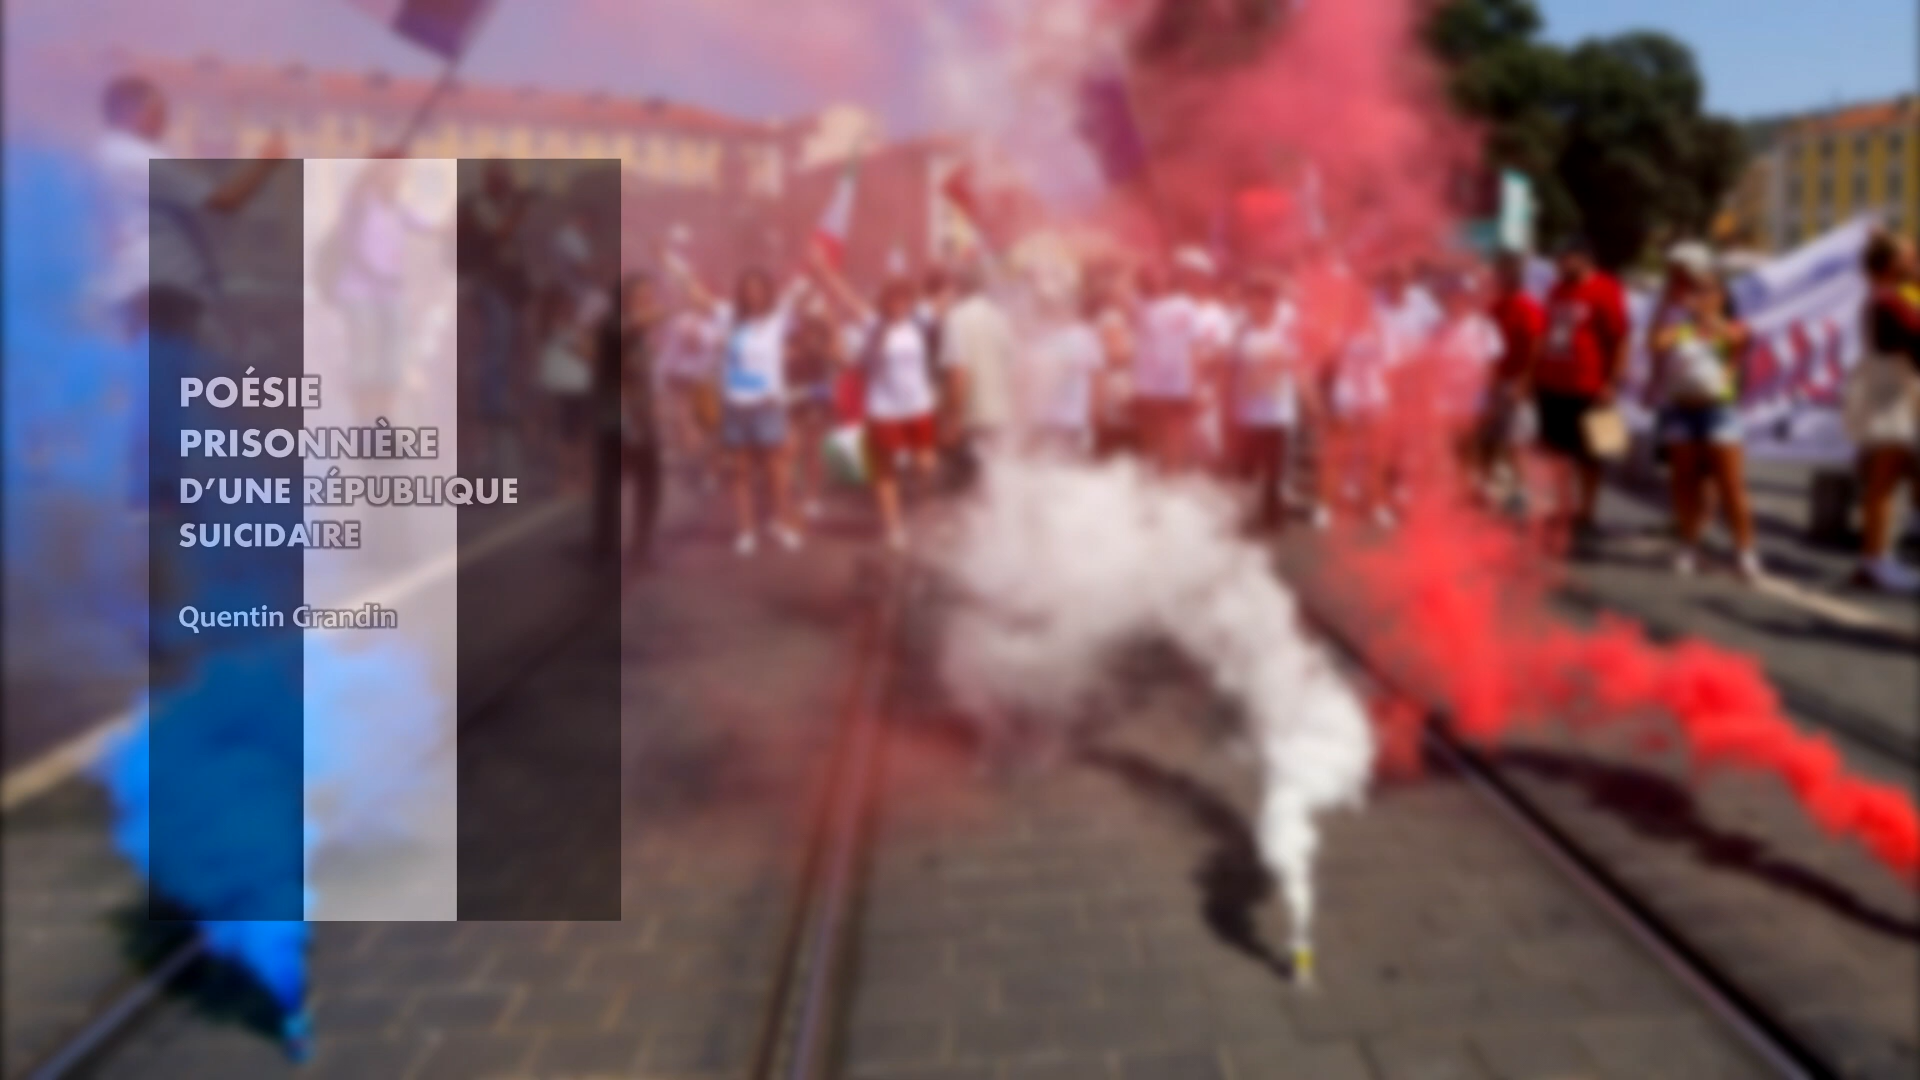 POÉSIE
PRISONNIÈRE
D’UNE RÉPUBLIQUE
SUICIDAIRE
Quentin Grandin